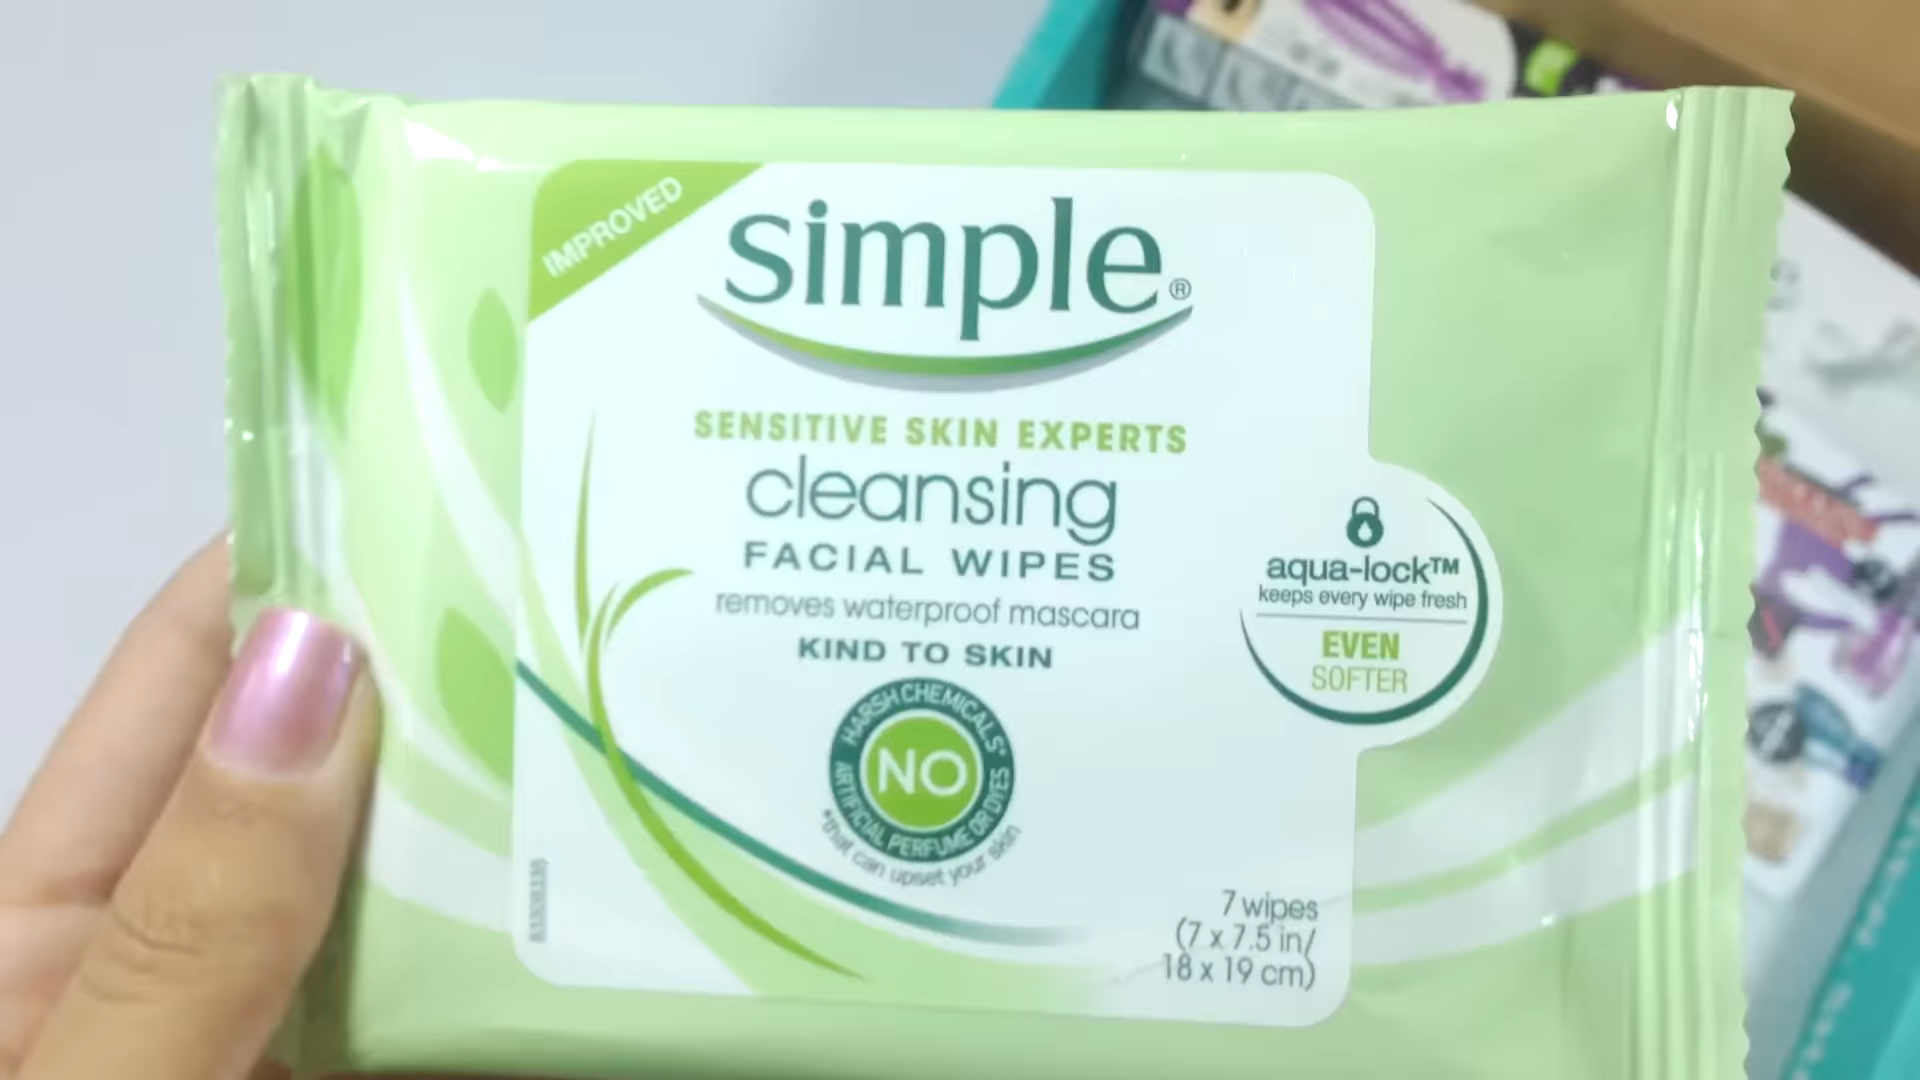 IMPROVED
simple®
SENSITIVE SKIN EXPERTS
cleansing
FACIAL WIPES
removes waterproof mascara
KIND TO SKIN
HARSH CHEMICALS*
NO
ARTIFICIAL PERFUME OR DYES
*that can upset your skin
aqua-lock™
keeps every wipe fresh
EVEN
SOFTER
7 wipes
(7 x 7.5 in/
18 x 19 cm)